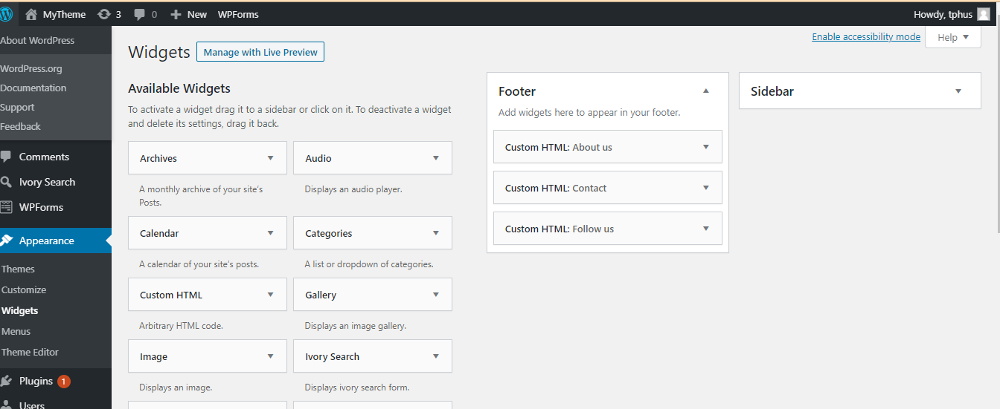 MyTheme 3 0 New WPForms Howdy, tphus
About WordPress
WordPress.org
Documentation
Support
Feedback
Comments
Ivory Search
WPForms
Appearance
Themes
Customize
Widgets
Menus
Theme Editor
Plugins 1
Users
Enable accessibility mode Help
Widgets Manage with Live Preview
Available Widgets
To activate a widget drag it to a sidebar or click on it. To deactivate a widget
and delete its settings, drag it back.
Archives
A monthly archive of your site's
Posts.
Audio
Displays an audio player.
Calendar
A calendar of your site's posts.
Categories
A list or dropdown of categories.
Custom HTML
Arbitrary HTML code.
Gallery
Displays an image gallery.
Image
Displays an image.
Ivory Search
Displays ivory search form.
Footer
Add widgets here to appear in your footer.
Custom HTML: About us
Custom HTML: Contact
Custom HTML: Follow us
Sidebar